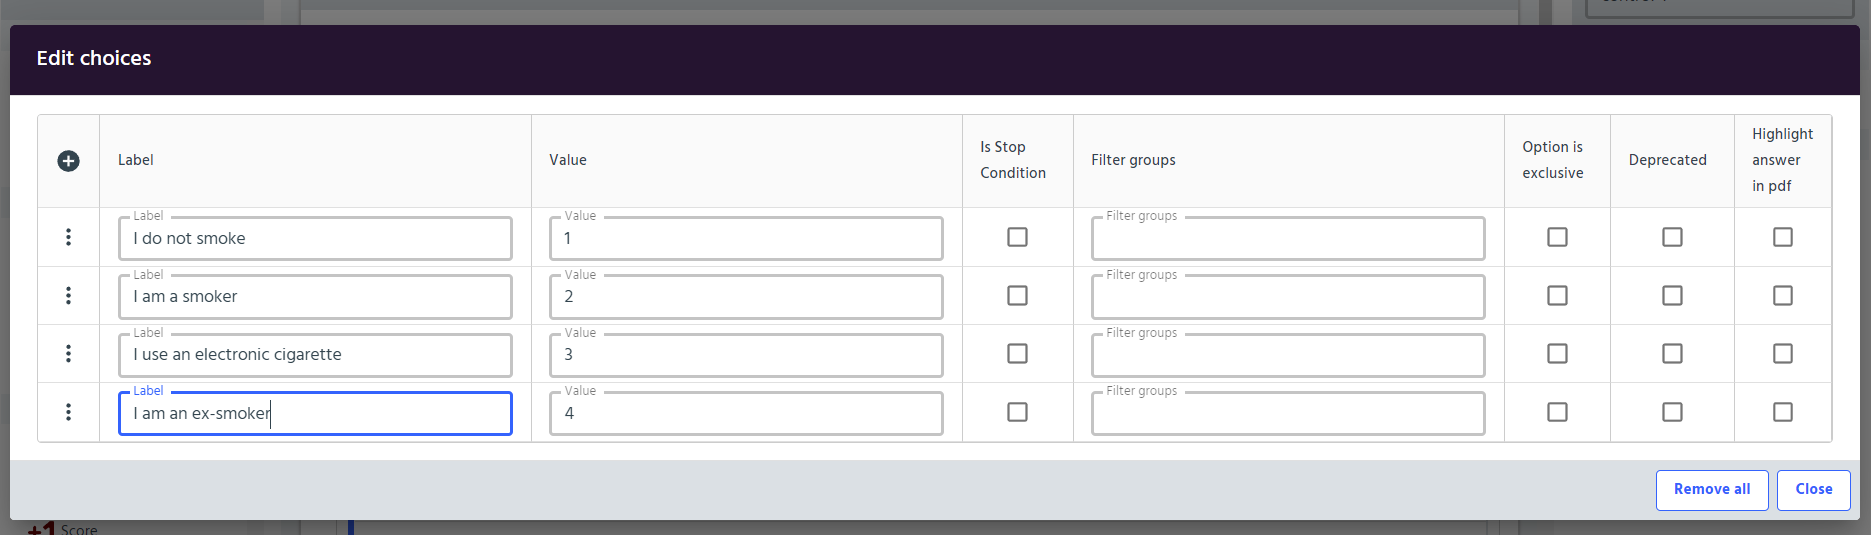 Edit choices
Label
Value
Is Stop
Condition
Filter groups
Option is
exclusive
Deprecated
Highlight
answer
in pdf
Label
I do not smoke
Value
1
Filter groups
Label
I am a smoker
Value
2
Filter groups
Label
I use an electronic cigarette
Value
3
Filter groups
Label
I am an ex-smoker
Value
4
Filter groups
Remove all
Close
+1 Score